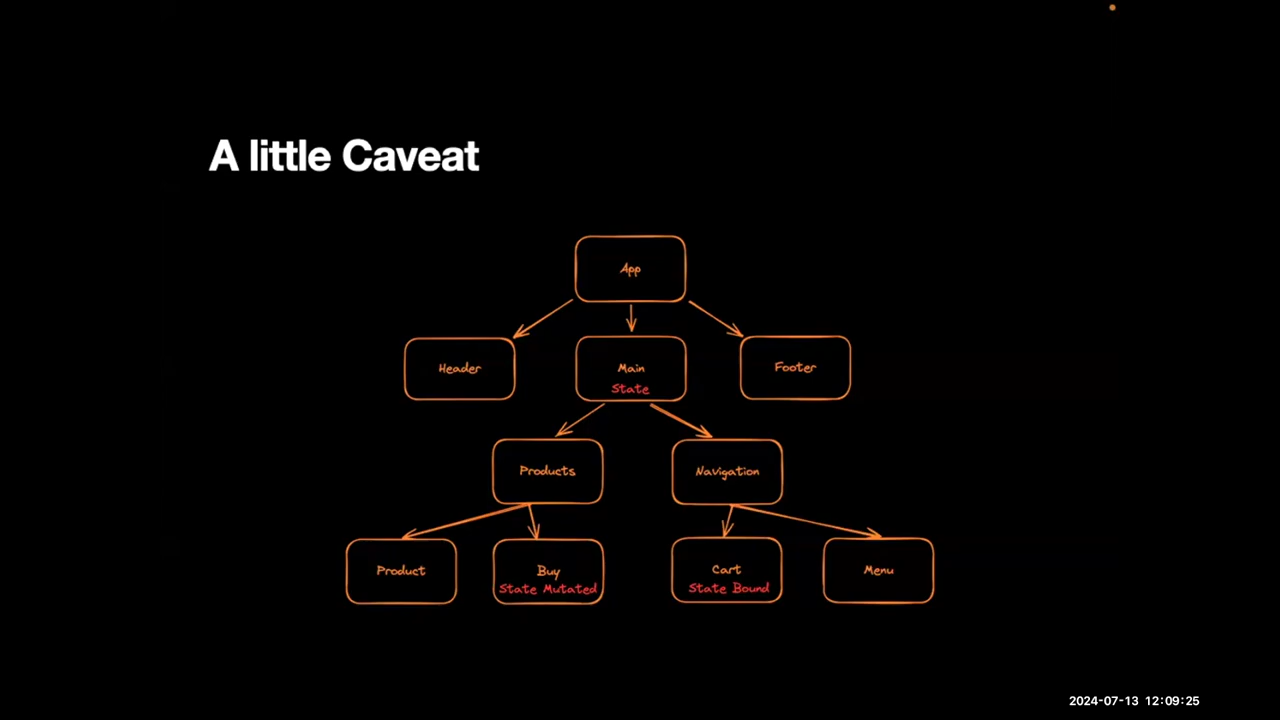 A little Caveat
App
Header
Main
State
Footer
Products
Navigation
Product
Buy
State Mutated
Cart
State Bound
Menu
2024-07-13 12:09:25